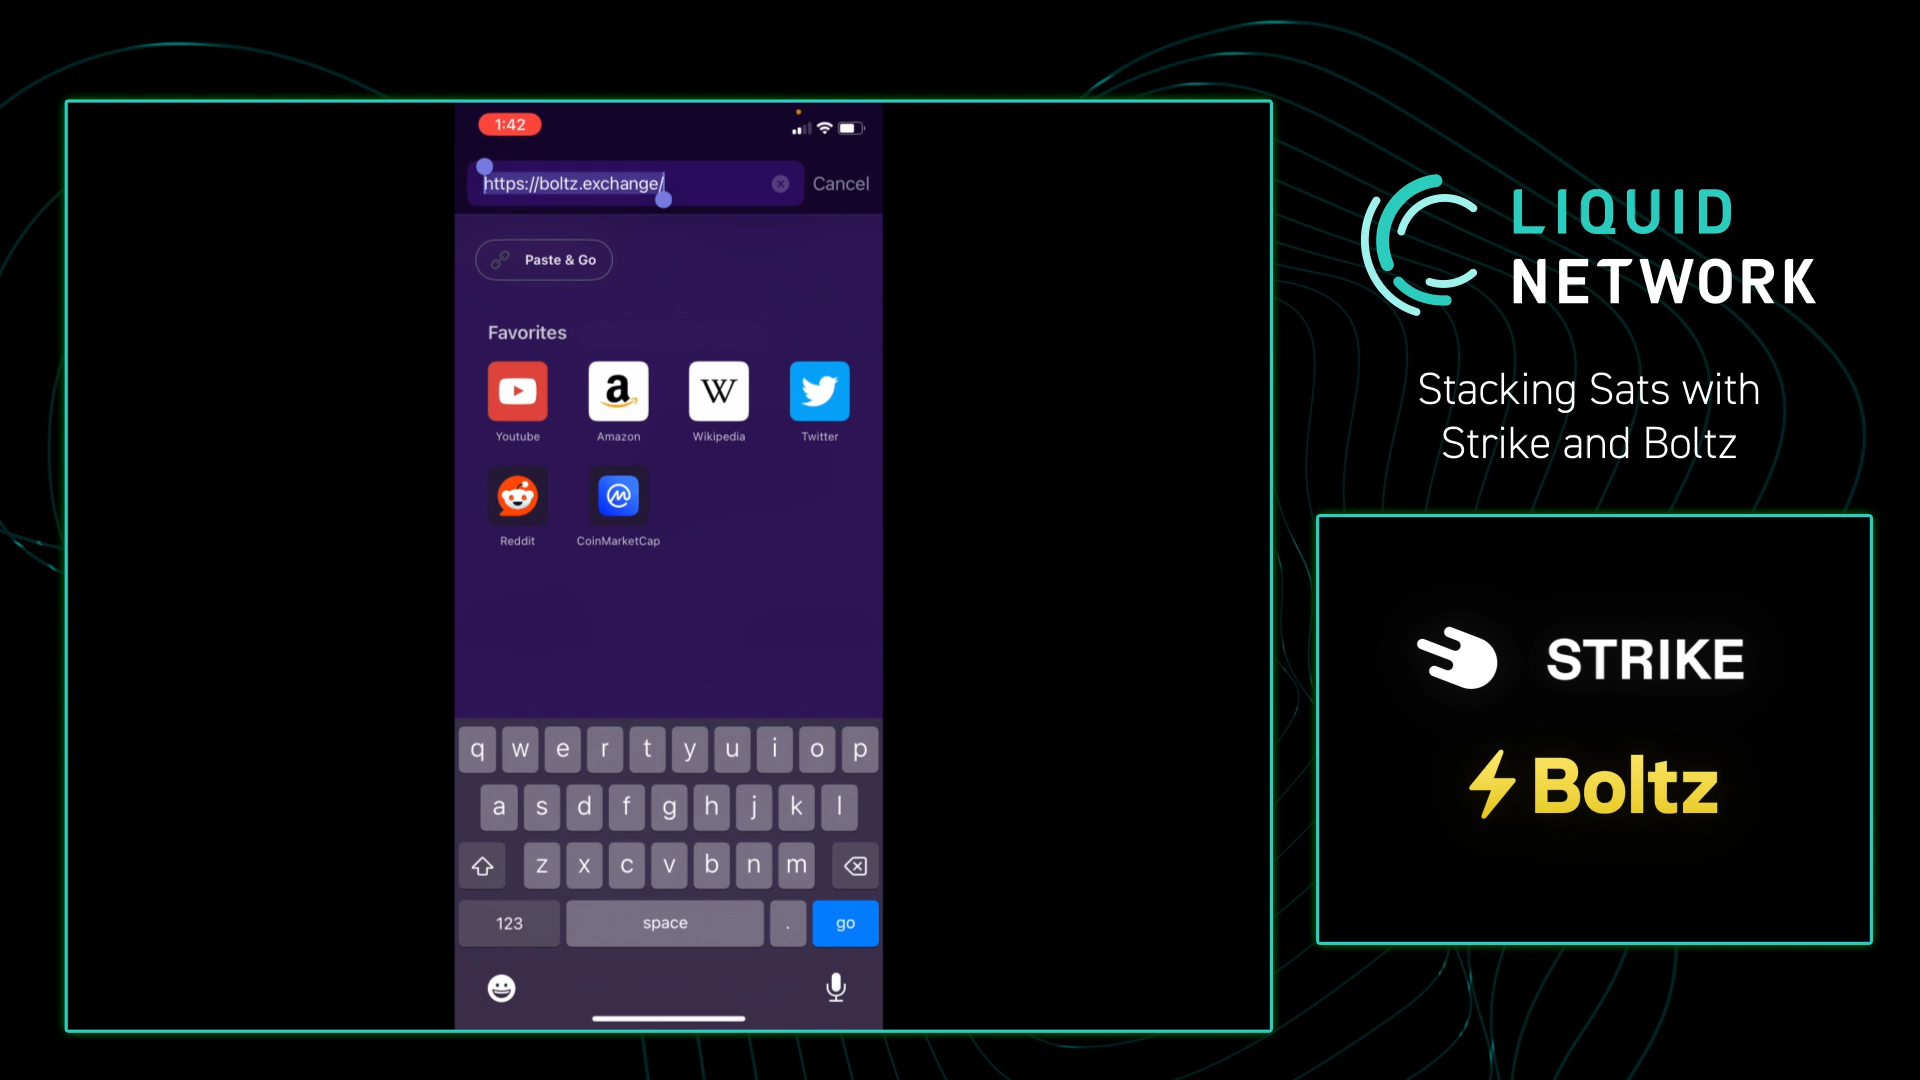 1:42
https://boltz.exchange/
Cancel
Paste & Go
Favorites
Youtube
Amazon
Wikipedia
Twitter
Reddit
CoinMarketCap
q w e r t y u i o p
a s d f g h j k l
z x c v b n m
123 space . go
LIQUID
NETWORK
Stacking Sats with
Strike and Boltz
STRIKE
Boltz